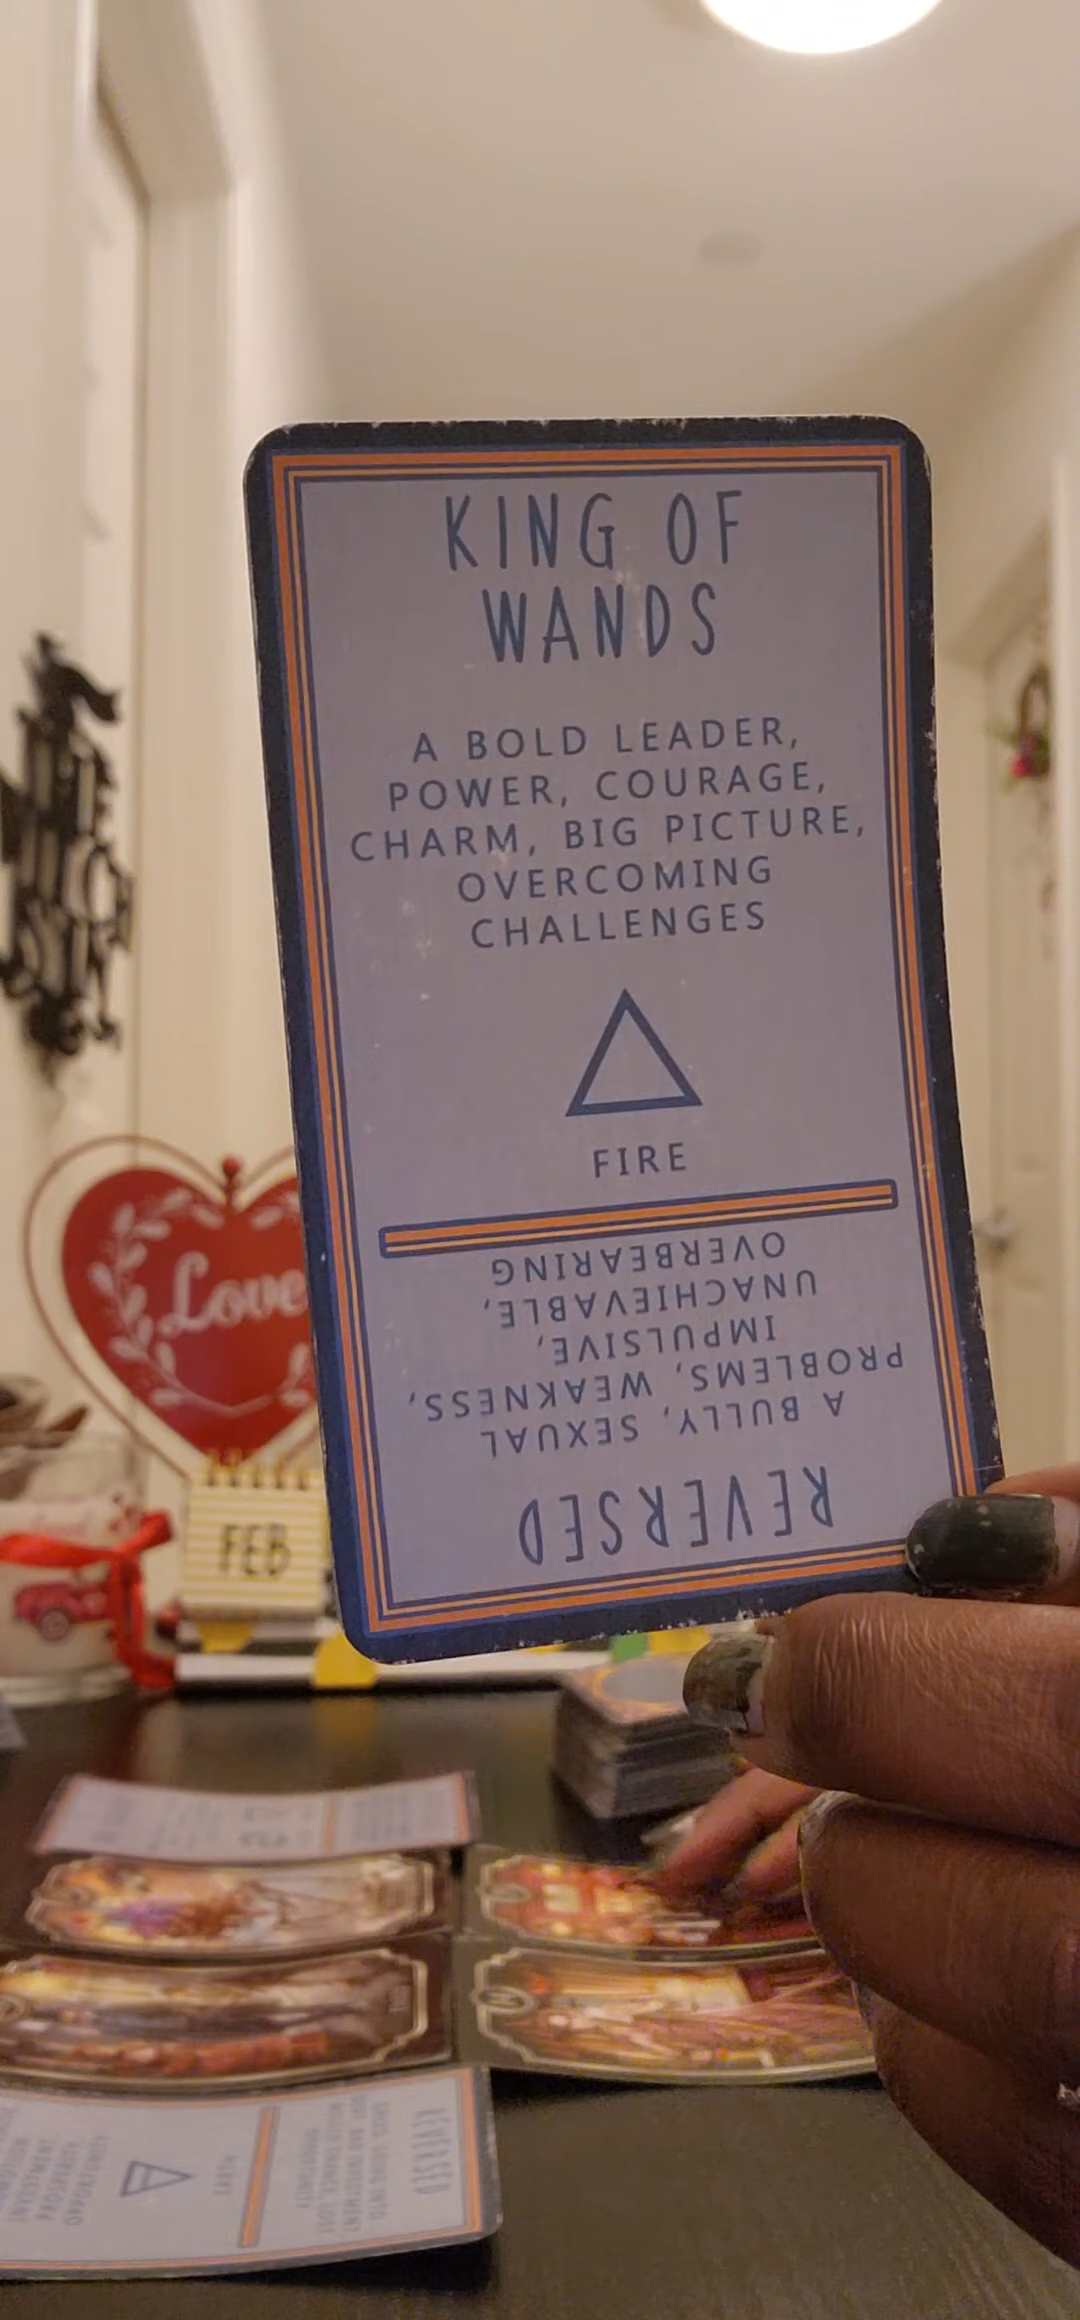 KING OF
WANDS
A BOLD LEADER,
POWER, COURAGE,
CHARM, BIG PICTURE,
OVERCOMING
CHALLENGES
FIRE
REVERSED
A BULLY, SEXUAL
PROBLEMS, WEAKNESS,
IMPULSIVE,
UNACHIEVABLE,
OVERBEARING
Love
FEB
REVERSED